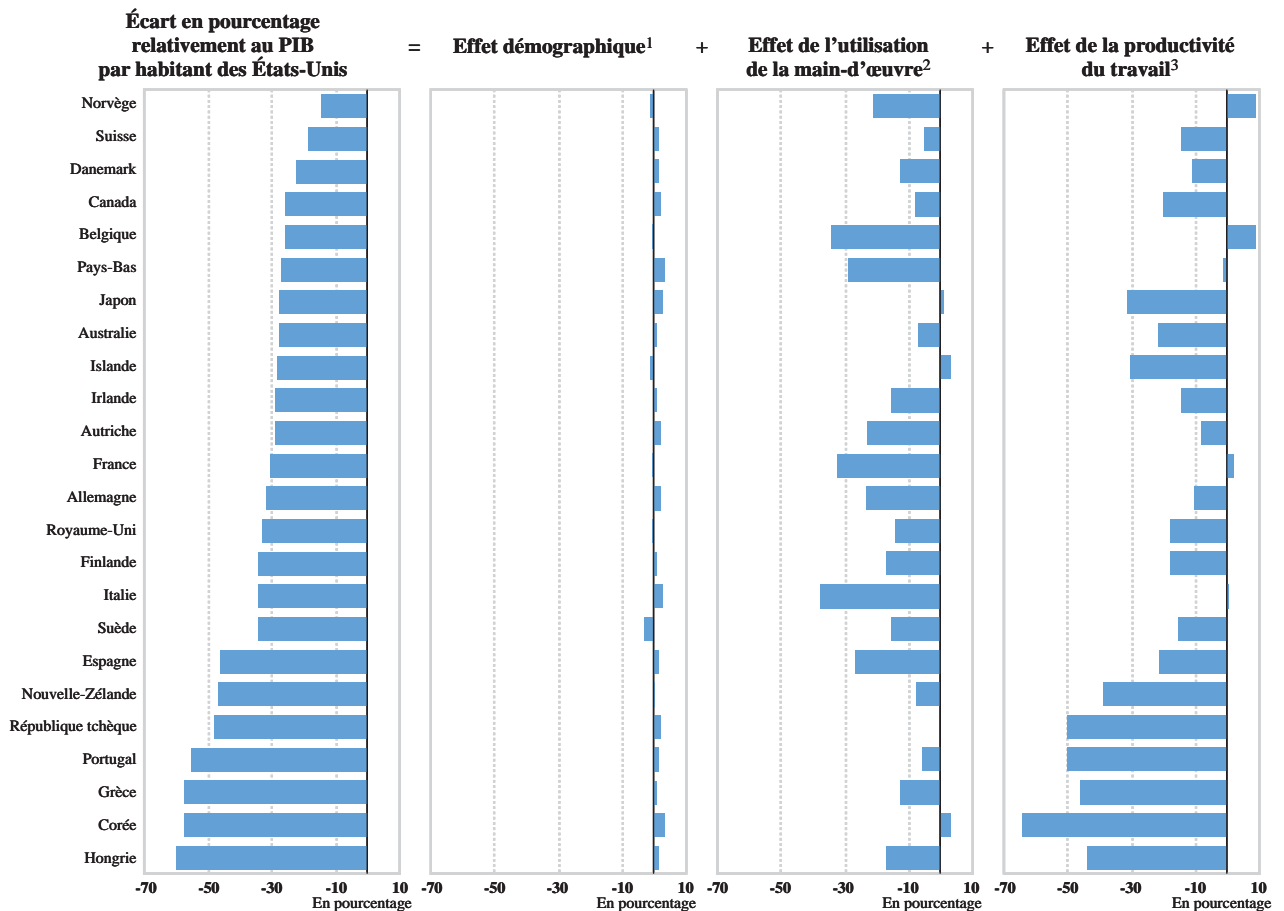 Écart en pourcentage
relativement au PIB
par habitant des États-Unis
=
Effet démographique1
+
Effet de l’utilisation
de la main-d’œuvre2
+
Effet de la productivité
du travail3
Norvège
Suisse
Danemark
Canada
Belgique
Pays-Bas
Japon
Australie
Islande
Irlande
Autriche
France
Allemagne
Royaume-Uni
Finlande
Italie
Suède
Espagne
Nouvelle-Zélande
République tchèque
Portugal
Grèce
Corée
Hongrie
-70 -50 -30 -10 10
En pourcentage
-70 -50 -30 -10 10
En pourcentage
-70 -50 -30 -10 10
En pourcentage
-70 -50 -30 -10 10
En pourcentage